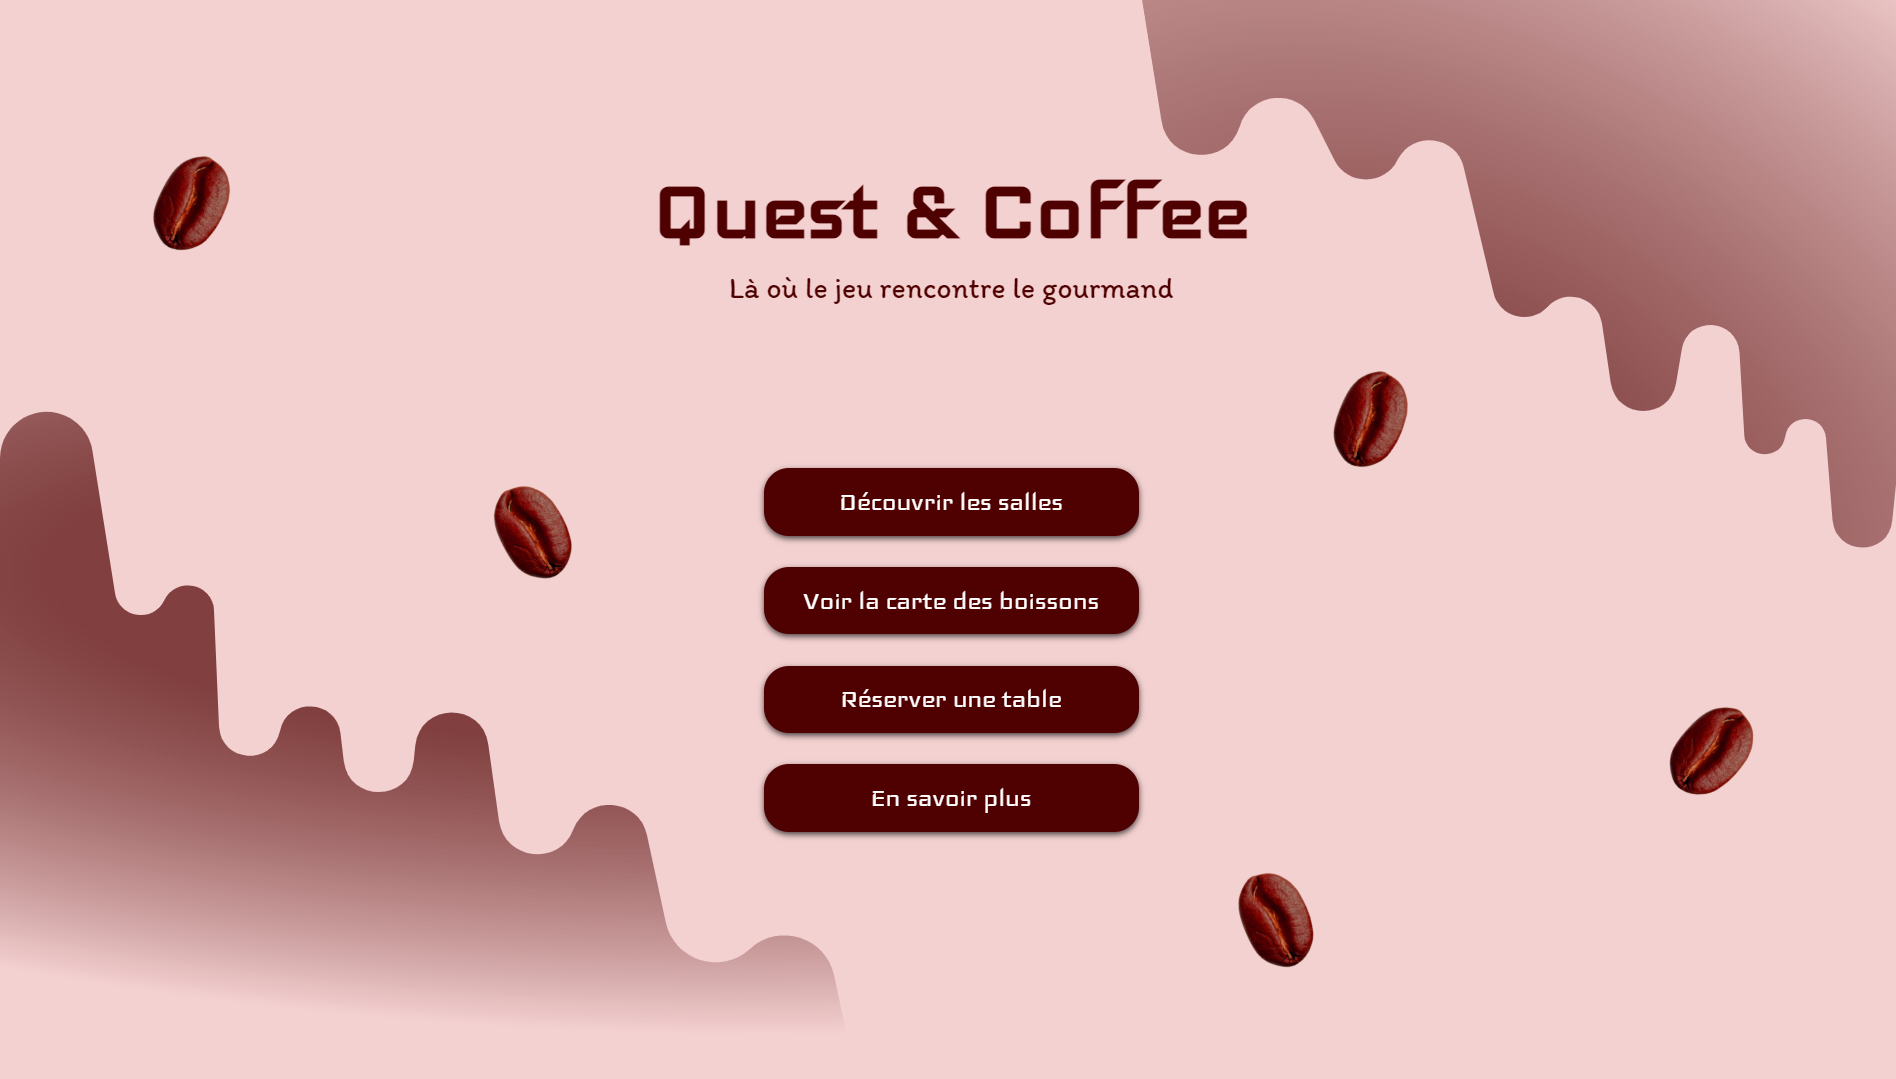 Quest & Coffee
Là où le jeu rencontre le gourmand
Découvrir les salles
Voir la carte des boissons
Réserver une table
En savoir plus